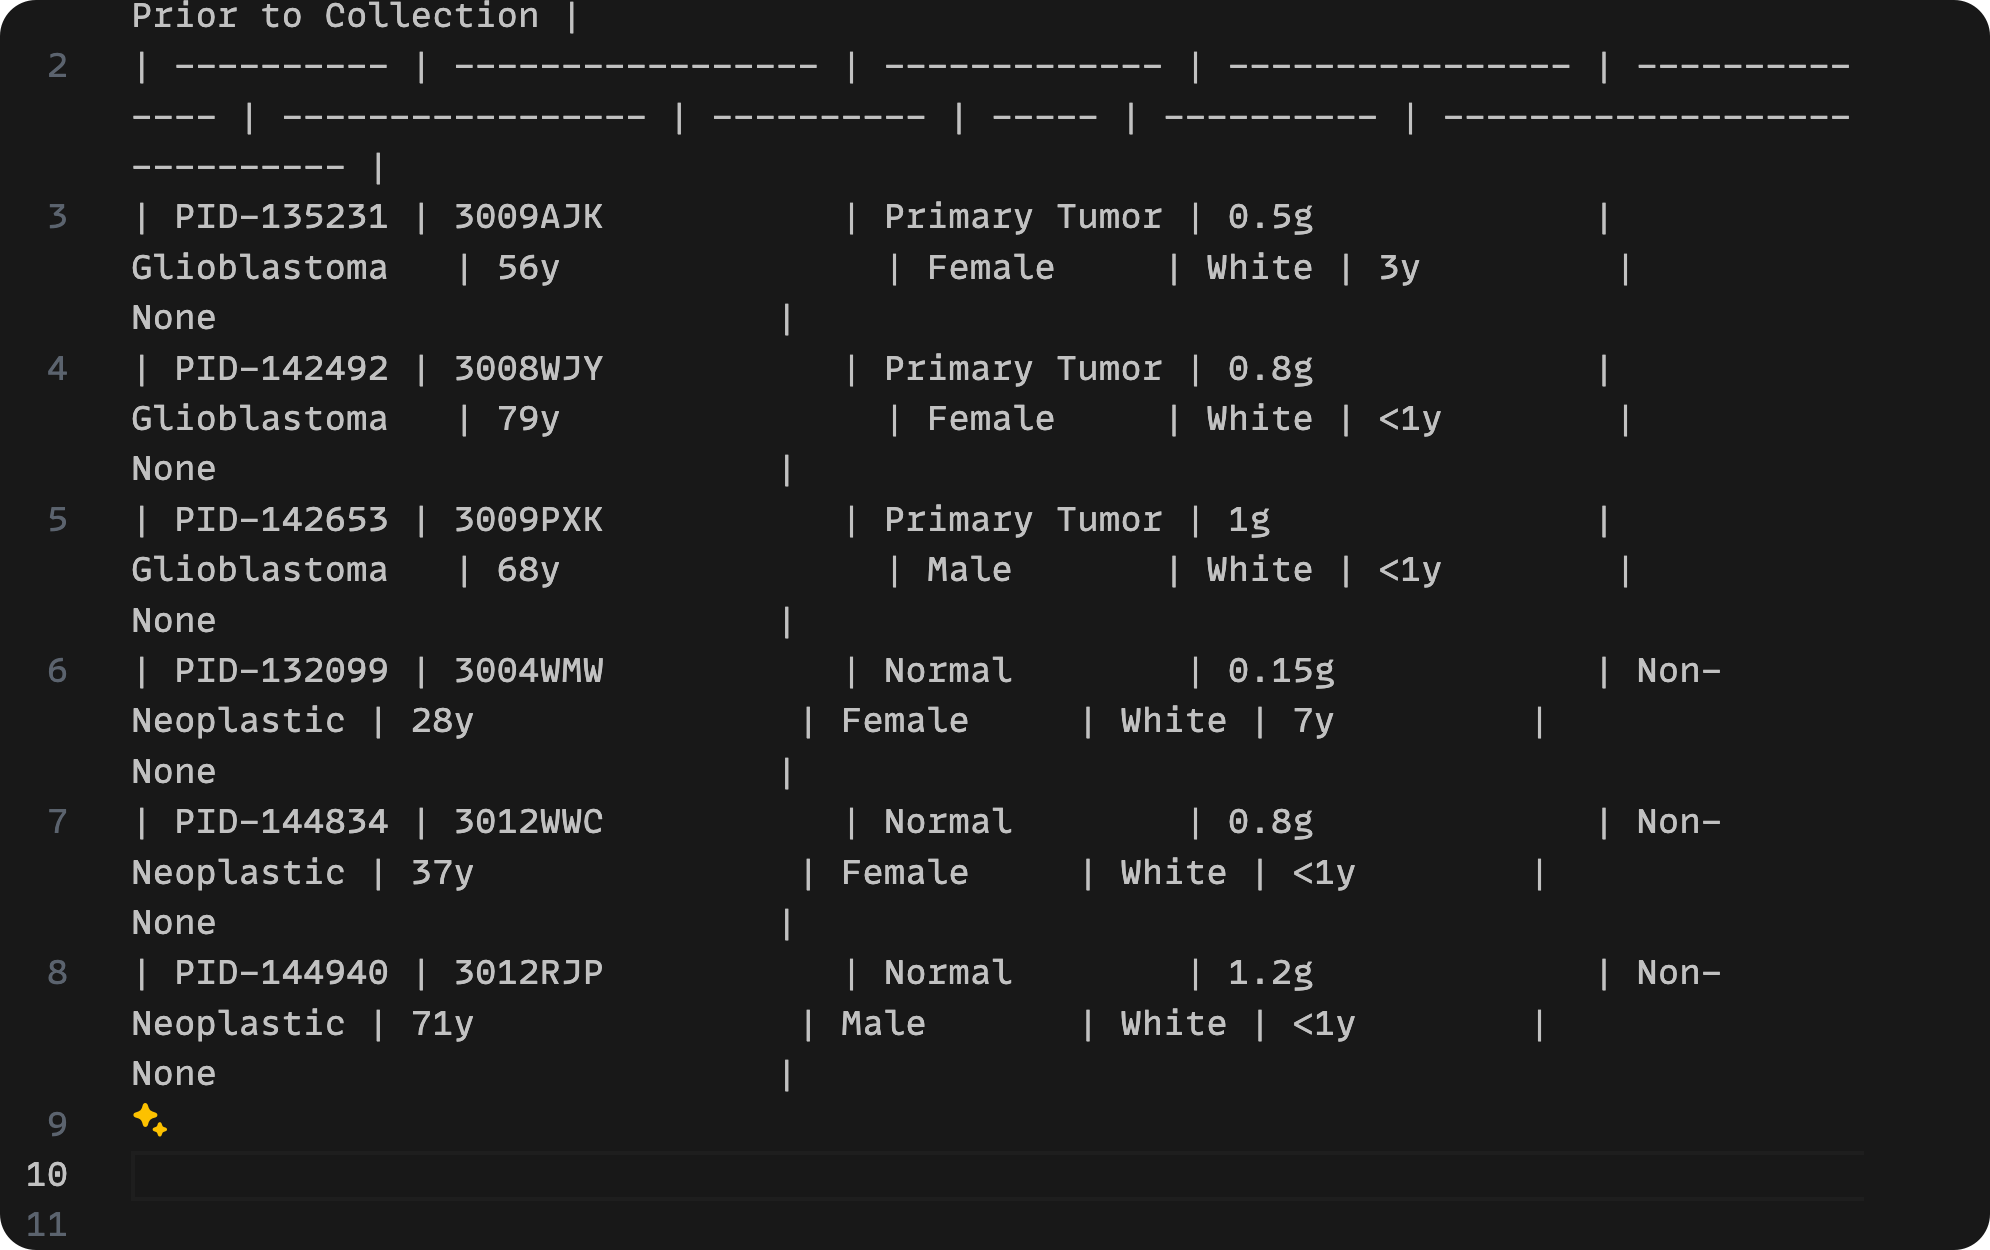 Prior to Collection |
2 | ---------- | ----------------- | ------------- | ---------------- | ----------
---- | ----------------- | ---------- | ----- | ---------- | -------------------
---------- |
3 | PID-135231 | 3009AJK | Primary Tumor | 0.5g |
Glioblastoma | 56y | Female | White | 3y |
None |
4 | PID-142492 | 3008WJY | Primary Tumor | 0.8g |
Glioblastoma | 79y | Female | White | <1y |
None |
5 | PID-142653 | 3009PXK | Primary Tumor | 1g |
Glioblastoma | 68y | Male | White | <1y |
None |
6 | PID-132099 | 3004WMW | Normal | 0.15g | Non-
Neoplastic | 28y | Female | White | 7y |
None |
7 | PID-144834 | 3012WWC | Normal | 0.8g | Non-
Neoplastic | 37y | Female | White | <1y |
None |
8 | PID-144940 | 3012RJP | Normal | 1.2g | Non-
Neoplastic | 71y | Male | White | <1y |
None |
9
10
11